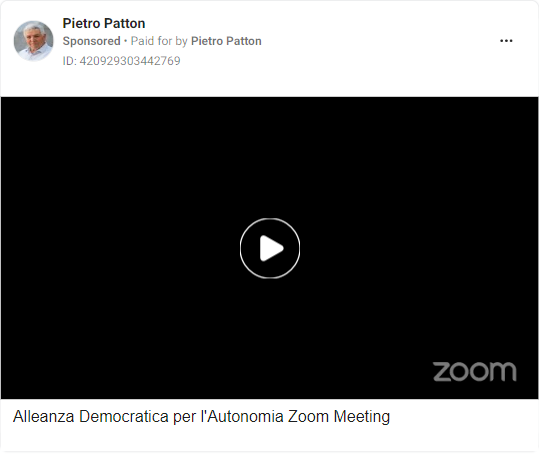 Pietro Patton
Sponsored • Paid for by Pietro Patton
ID: 420929303442769
zoom
Alleanza Democratica per l'Autonomia Zoom Meeting